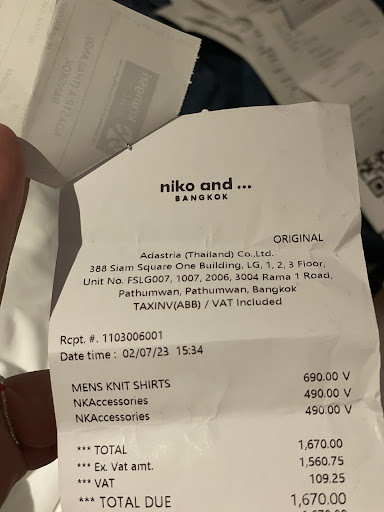 niko and ...
BANGKOK
ORIGINAL
Adastria (Thailand) Co.,Ltd.
388 Siam Square One Building, LG, 1, 2, 3 Floor,
Unit No. FSLG007, 1007, 2006, 3004 Rama 1 Road,
Pathumwan, Pathumwan, Bangkok
TAXINV(ABB) / VAT Included
Rcpt. #. 1103006001
Date time : 02/07/23 15:34
MENS KNIT SHIRTS 690.00 V
NKAccessories 490.00 V
NKAccessories 490.00 V
*** TOTAL 1,670.00
*** Ex. Vat amt. 1,560.75
*** VAT 109.25
*** TOTAL DUE 1,670.00